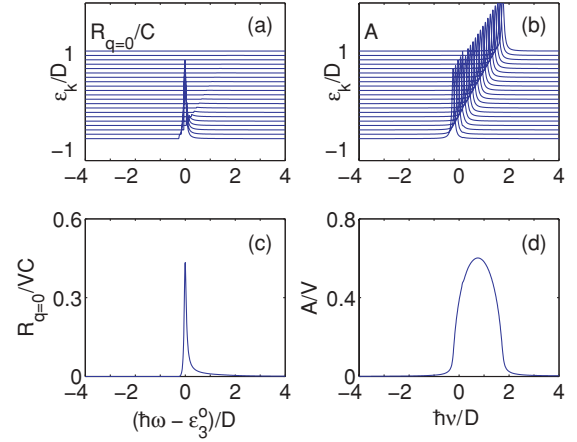 R_{q=0}/C (a)
A (b)
ε_k/D
1
−1
ε_k/D
1
−1
−4 −2 0 2 4
−4 −2 0 2 4
(c)
(d)
R_{q=0}/VC
0.6
0.3
0
A/V
0.8
0.4
0
−4 −2 0 2 4
−4 −2 0 2 4
(ħω − ε_3^o)/D
ħν/D